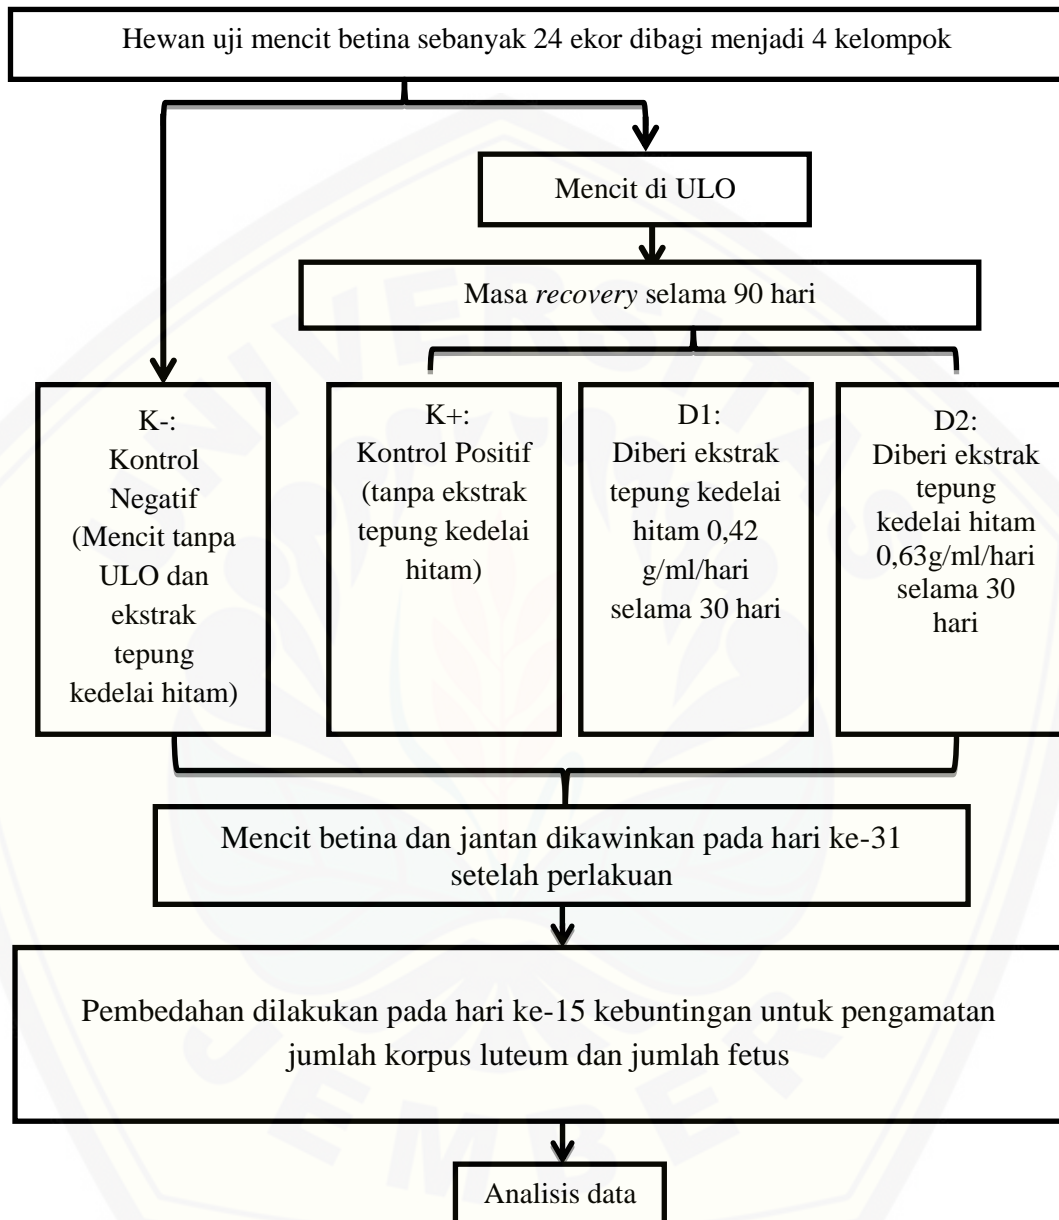 Hewan uji mencit betina sebanyak 24 ekor dibagi menjadi 4 kelompok
Mencit di ULO
Masa recovery selama 90 hari
K-:
Kontrol
Negatif
(Mencit tanpa
ULO dan
ekstrak
tepung
kedelai hitam)
K+:
Kontrol Positif
(tanpa ekstrak
tepung kedelai
hitam)
D1:
Diberi ekstrak
tepung kedelai
hitam 0,42
g/ml/hari
selama 30 hari
D2:
Diberi ekstrak
tepung
kedelai hitam
0,63g/ml/hari
selama 30
hari
Mencit betina dan jantan dikawinkan pada hari ke-31
setelah perlakuan
Pembedahan dilakukan pada hari ke-15 kebuntingan untuk pengamatan
jumlah korpus luteum dan jumlah fetus
Analisis data
UNIVERSITAS
JEMBER